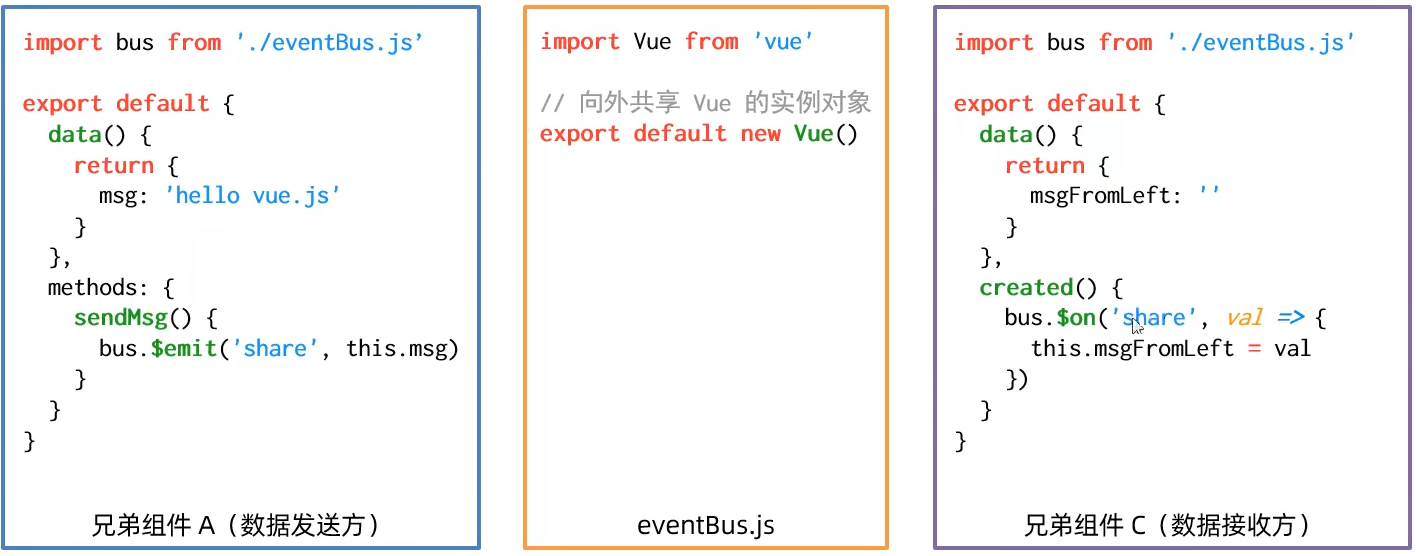 import bus from './eventBus.js'
export default {
  data() {
    return {
      msg: 'hello vue.js'
    }
  },
  methods: {
    sendMsg() {
      bus.$emit('share', this.msg)
    }
  }
}
兄弟组件 A（数据发送方）
import Vue from 'vue'
// 向外共享 Vue 的实例对象
export default new Vue()
eventBus.js
import bus from './eventBus.js'
export default {
  data() {
    return {
      msgFromLeft: ''
    }
  },
  created() {
    bus.$on('share', val => {
      this.msgFromLeft = val
    })
  }
}
兄弟组件 C（数据接收方）